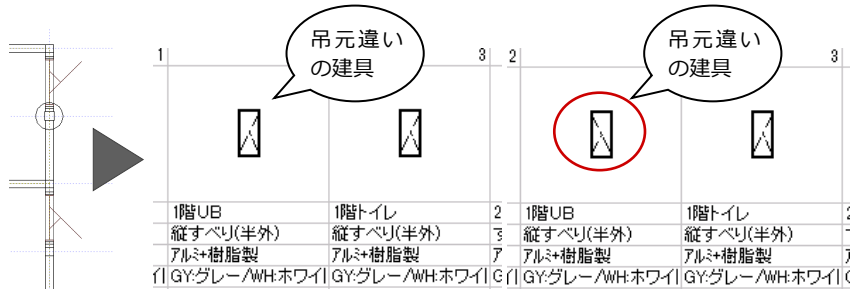 吊元違い
の建具
1
3
1階UB
1階トイレ
2
縦すべり(半外)
縦すべり(半外)
アルミ+樹脂製
アルミ+樹脂製
GY:グレー/WH:ホワイ
GY:グレー/WH:ホワイ
吊元違い
の建具
2
3
1階UB
1階トイレ
縦すべり(半外)
縦すべり(半外)
アルミ+樹脂製
アルミ+樹脂製
GY:グレー/WH:ホワイ
GY:グレー/WH:ホワイ